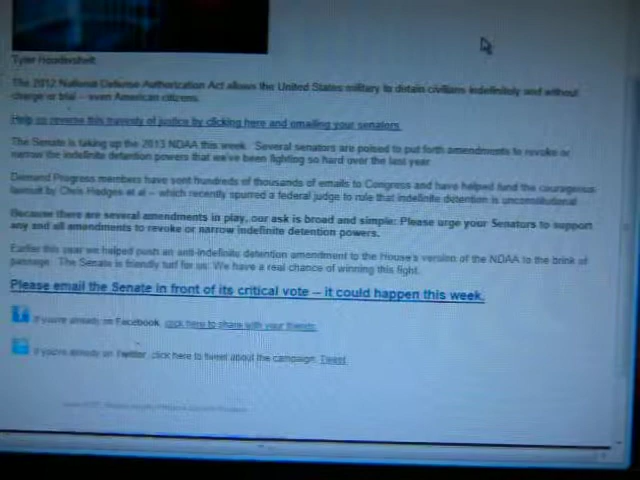 Tyler
The 2012 National Defense Authorization Act allows the United States military to detain civilians indefinitely and without
charge or trial -- even American citizens.
Help us reverse this travesty of justice by clicking here and emailing your senators.
The Senate is taking up the 2013 NDAA this week. Several senators are poised to put forth amendments to revoke or
narrow the indefinite detention powers that we've been fighting so hard over the last year.
Demand Progress members have sent hundreds of thousands of emails to Congress and have helped fund the courageous
lawsuit by Chris Hedges et al -- which recently spurred a federal judge to rule that indefinite detention is unconstitutional.
Because there are several amendments in play, our ask is broad and simple: Please urge your Senators to support
any and all amendments to revoke or narrow indefinite detention powers.
Earlier this year we helped push an anti-indefinite detention amendment to the House's version of the NDAA to the brink of
passage. The Senate is friendly turf for us: We have a real chance of winning this fight.
Please email the Senate in front of its critical vote -- it could happen this week.
If you're already on Facebook, click here to share with your friends.
If you're already on Twitter, click here to tweet about the campaign: Tweet